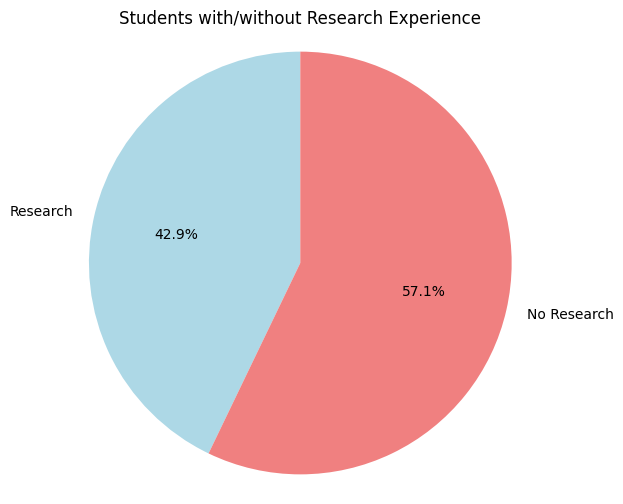 Students with/without Research Experience
Research
42.9%
57.1%
No Research